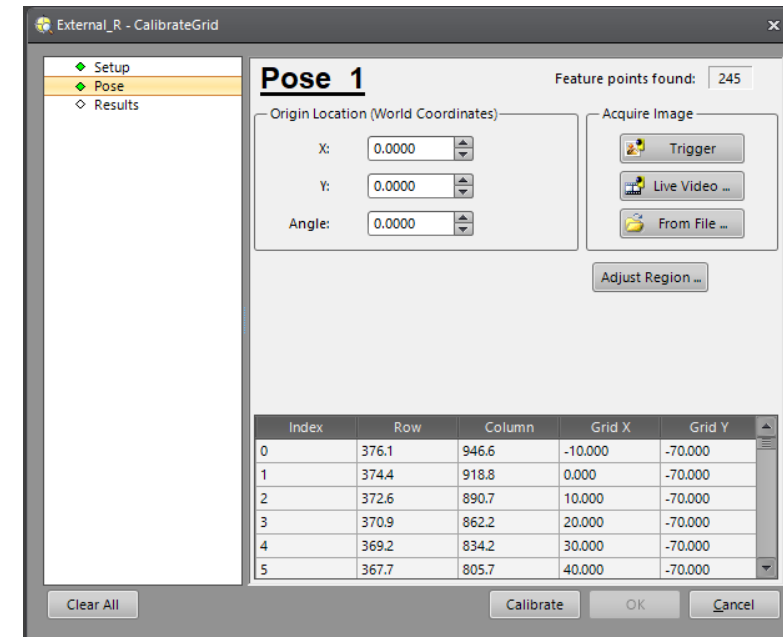 External_R - CalibrateGrid
Setup
Pose
Results
Pose 1
Feature points found: 245
Origin Location (World Coordinates)
X: 0.0000
Y: 0.0000
Angle: 0.0000
Acquire Image
Trigger
Live Video ...
From File ...
Adjust Region ...
Index Row Column Grid X Grid Y
0 376.1 946.6 -10.000 -70.000
1 374.4 918.8 0.000 -70.000
2 372.6 890.7 10.000 -70.000
3 370.9 862.2 20.000 -70.000
4 369.2 834.2 30.000 -70.000
5 367.7 805.7 40.000 -70.000
Clear All
Calibrate
OK
Cancel